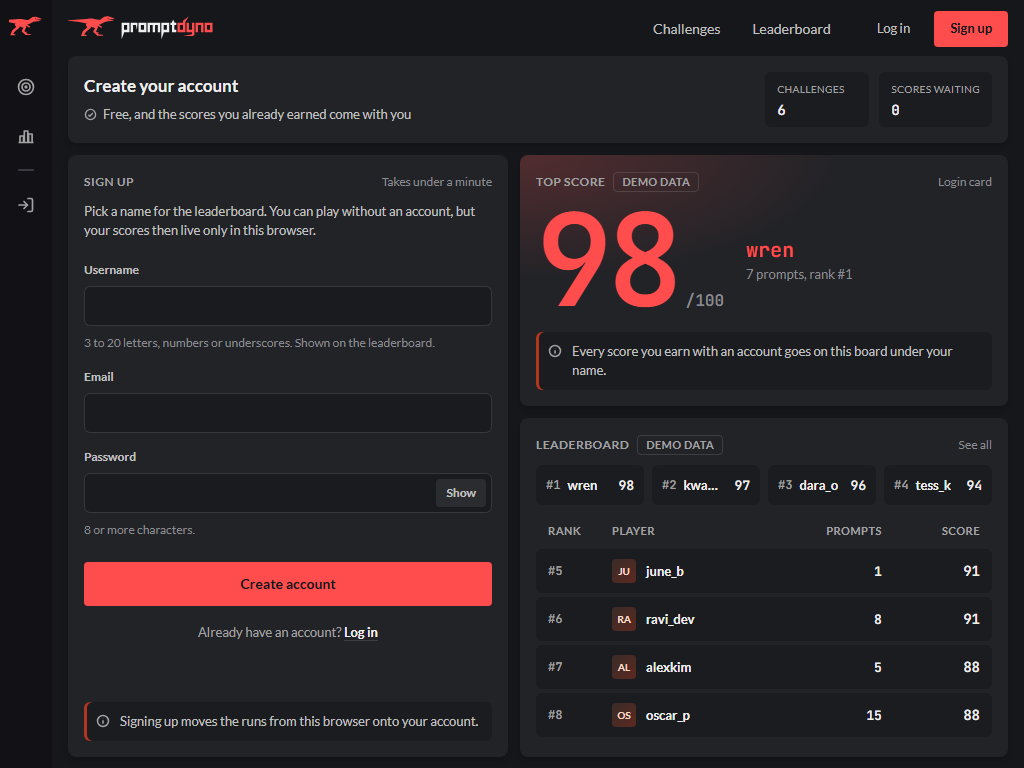 promptdyno
Challenges
Leaderboard
Log in
Sign up
Create your account
Free, and the scores you already earned come with you
CHALLENGES
6
SCORES WAITING
0
SIGN UP
Takes under a minute
Pick a name for the leaderboard. You can play without an account, but
your scores then live only in this browser.
Username
3 to 20 letters, numbers or underscores. Shown on the leaderboard.
Email
Password
Show
8 or more characters.
Create account
Already have an account? Log in
Signing up moves the runs from this browser onto your account.
TOP SCORE
DEMO DATA
Login card
98 /100
wren
7 prompts, rank #1
Every score you earn with an account goes on this board under your
name.
LEADERBOARD
DEMO DATA
See all
#1 wren 98
#2 kwa... 97
#3 dara_o 96
#4 tess_k 94
RANK PLAYER PROMPTS SCORE
#5 JU june_b 1 91
#6 RA ravi_dev 8 91
#7 AL alexkim 5 88
#8 OS oscar_p 15 88